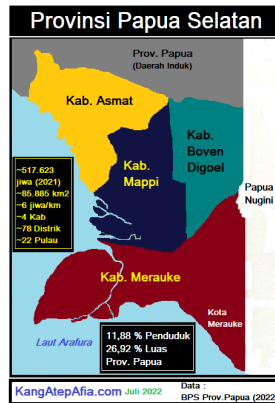 Provinsi Papua Selatan
Prov. Papua
(Daerah Induk)
Kab. Asmat
Kab.
Boven
Digoel
Kab.
Mappi
~517.623
jiwa (2021)
~85.885 km2
~6 jiwa/km
~4 Kab
~78 Distrik
~22 Pulau
Papua
Nugini
Kab. Merauke
Kota
Merauke
Laut Arafura
11,88 % Penduduk
26,92 % Luas
Prov. Papua
KangAtepAfia.com Juli 2022
Data :
BPS Prov.Papua (2022